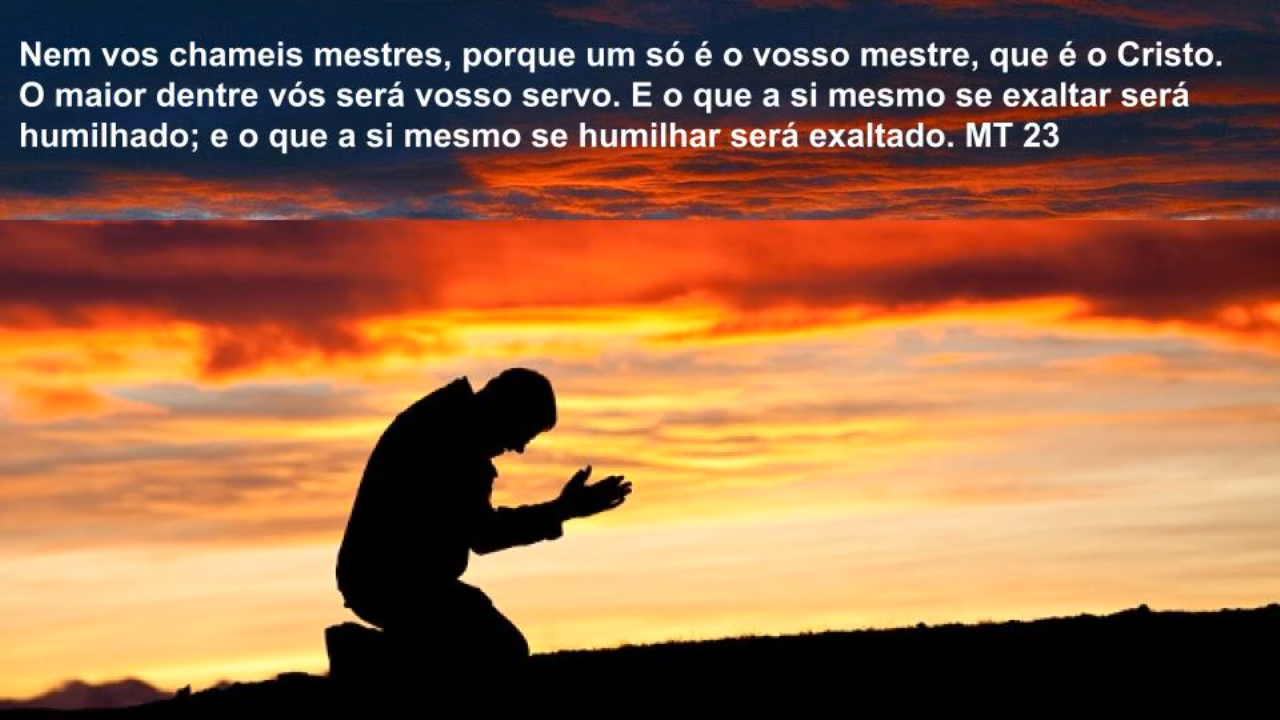 Nem vos chameis mestres, porque um só é o vosso mestre, que é o Cristo.
O maior dentre vós será vosso servo. E o que a si mesmo se exaltar será
humilhado; e o que a si mesmo se humilhar será exaltado. MT 23